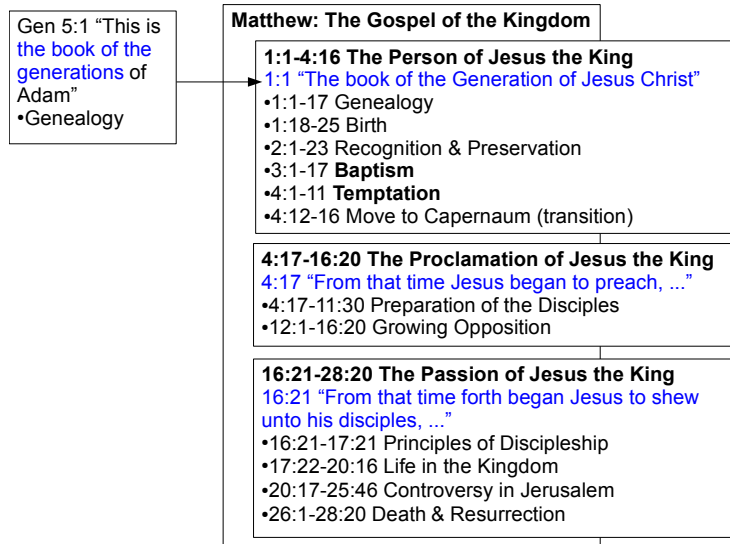 Gen 5:1 “This is
the book of the
generations of
Adam”
•Genealogy
Matthew: The Gospel of the Kingdom
1:1-4:16 The Person of Jesus the King
1:1 “The book of the Generation of Jesus Christ”
•1:1-17 Genealogy
•1:18-25 Birth
•2:1-23 Recognition & Preservation
•3:1-17 Baptism
•4:1-11 Temptation
•4:12-16 Move to Capernaum (transition)
4:17-16:20 The Proclamation of Jesus the King
4:17 “From that time Jesus began to preach, ...”
•4:17-11:30 Preparation of the Disciples
•12:1-16:20 Growing Opposition
16:21-28:20 The Passion of Jesus the King
16:21 “From that time forth began Jesus to shew
unto his disciples, ...”
•16:21-17:21 Principles of Discipleship
•17:22-20:16 Life in the Kingdom
•20:17-25:46 Controversy in Jerusalem
•26:1-28:20 Death & Resurrection